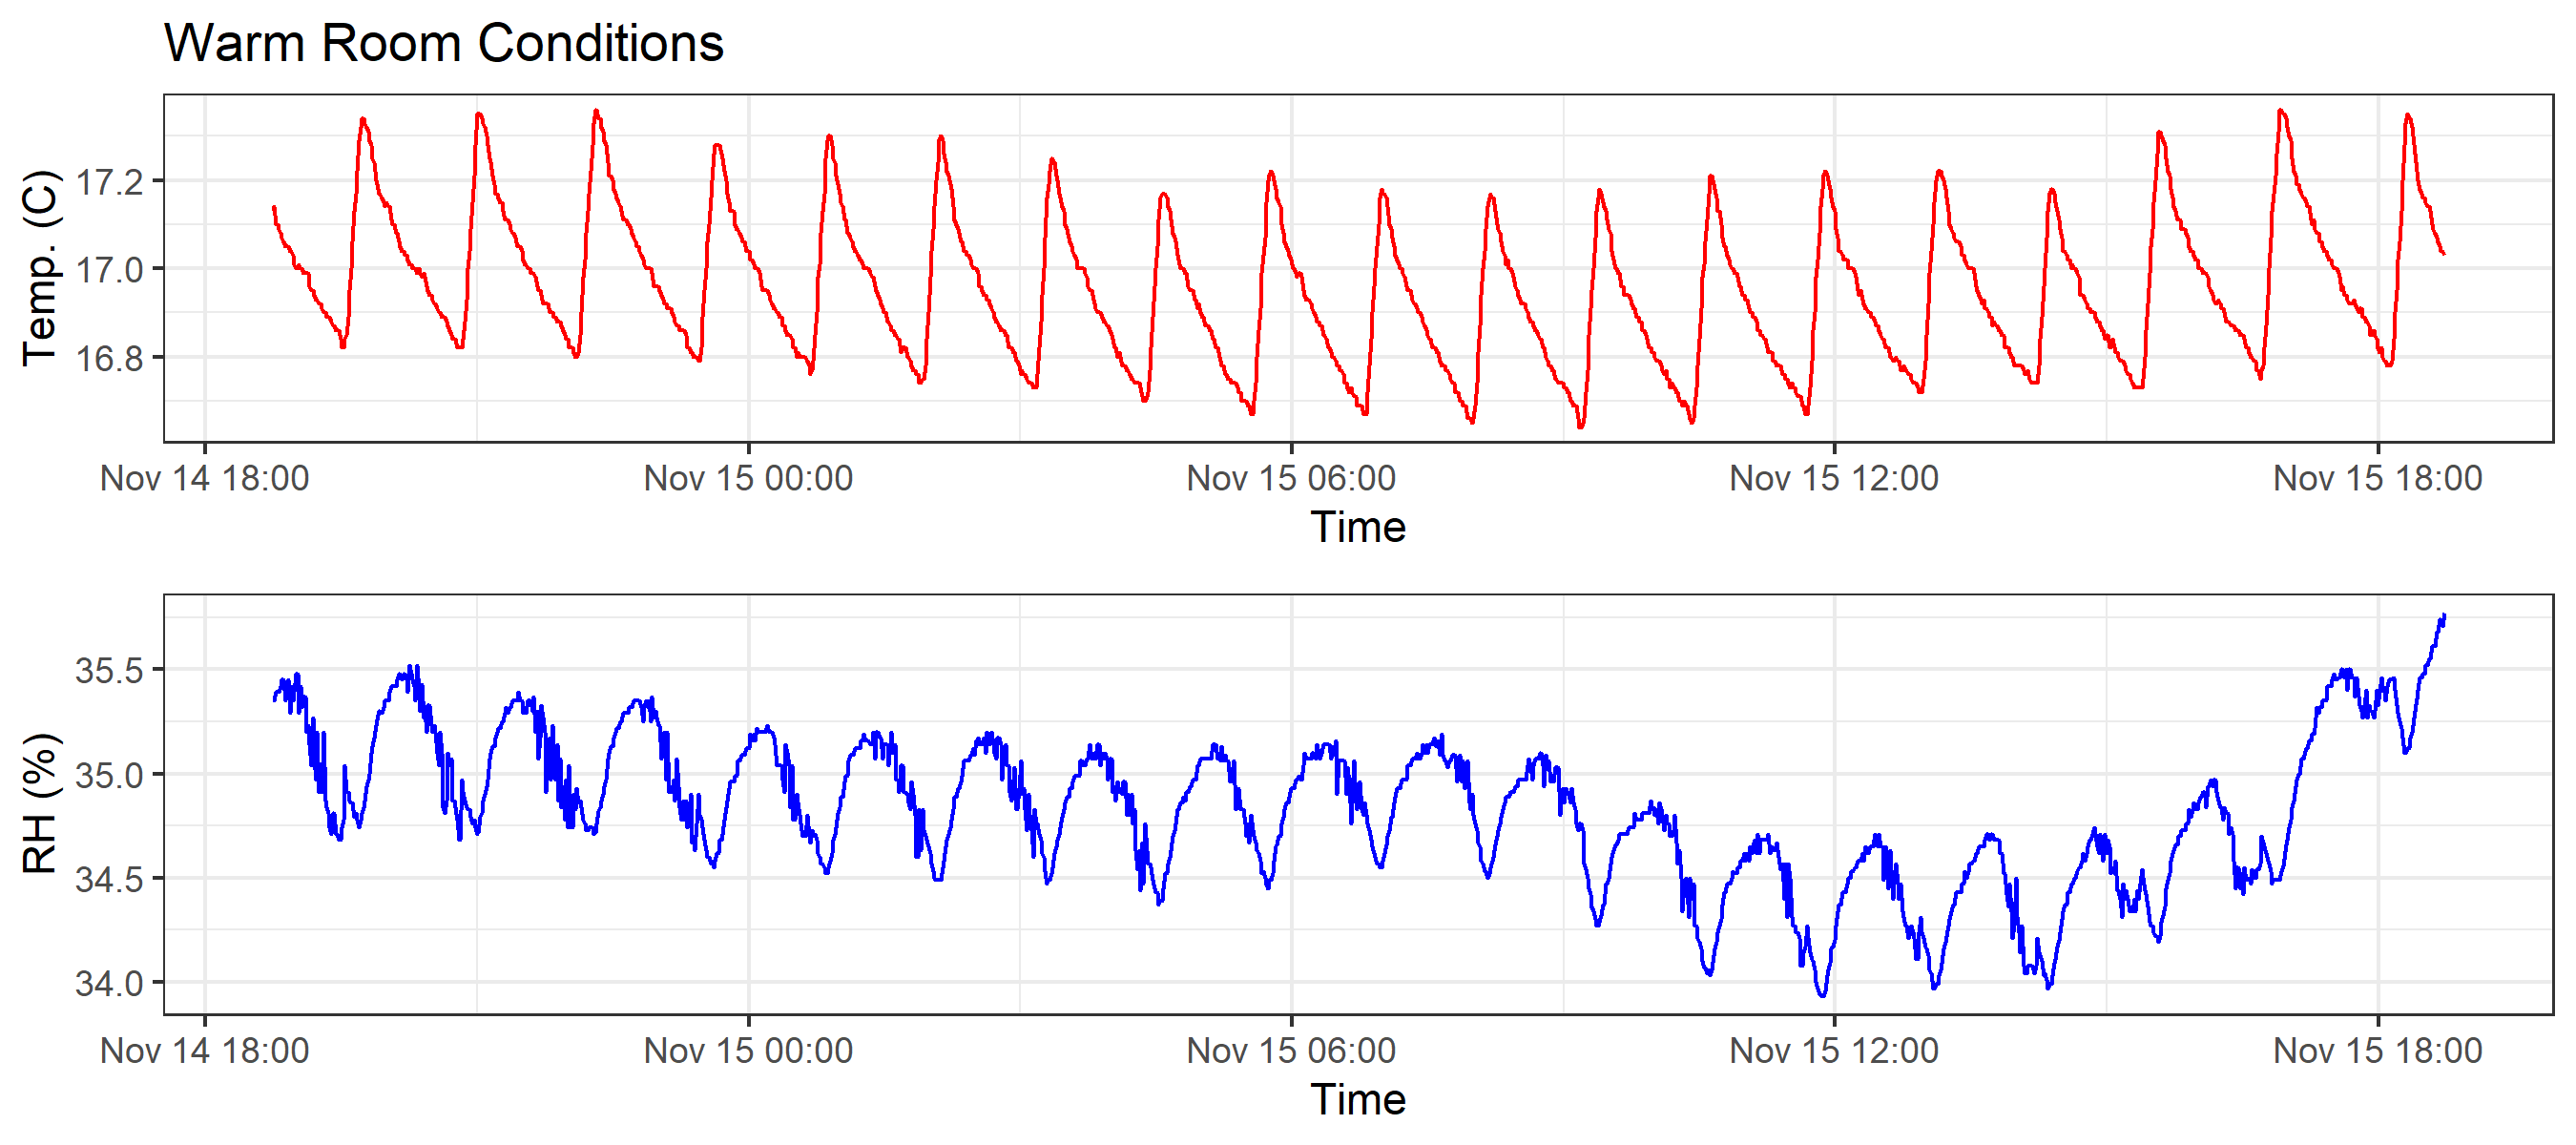 Warm Room Conditions
Temp. (C)
17.2
17.0
16.8
Nov 14 18:00 Nov 15 00:00 Nov 15 06:00 Nov 15 12:00 Nov 15 18:00
Time
RH (%)
35.5
35.0
34.5
34.0
Nov 14 18:00 Nov 15 00:00 Nov 15 06:00 Nov 15 12:00 Nov 15 18:00
Time